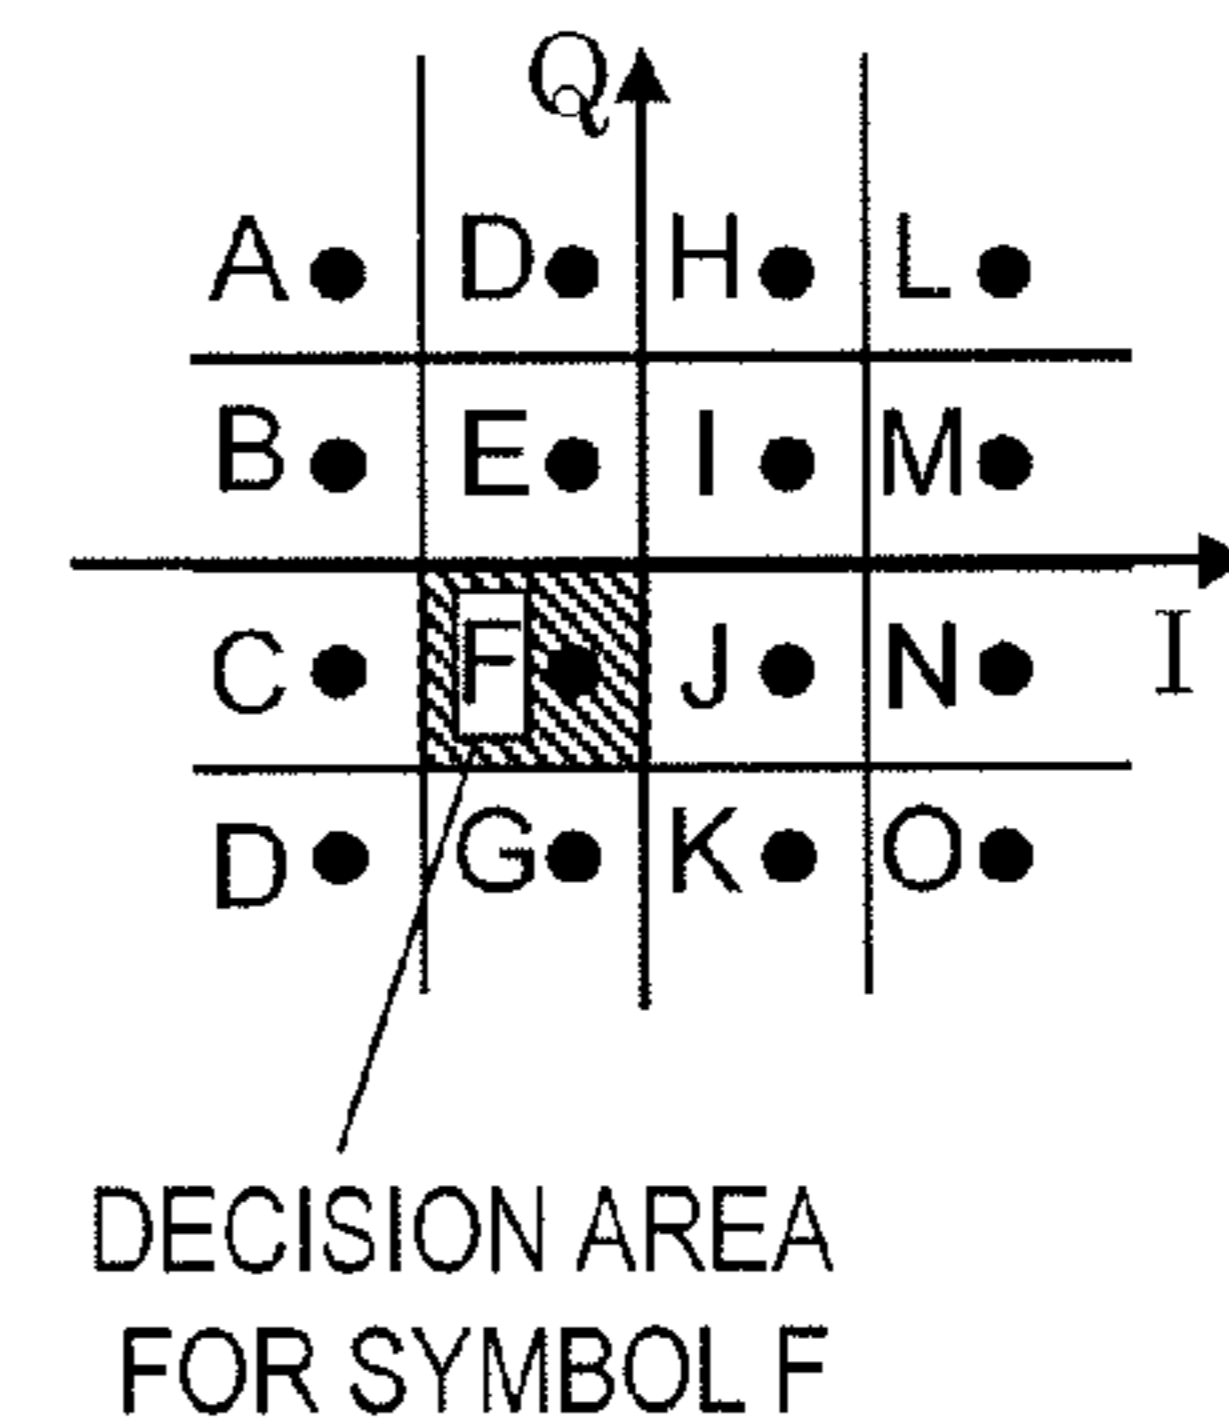 Q
A D H L
B E I M
I
C F J N
D G K O
DECISION AREA
FOR SYMBOL F